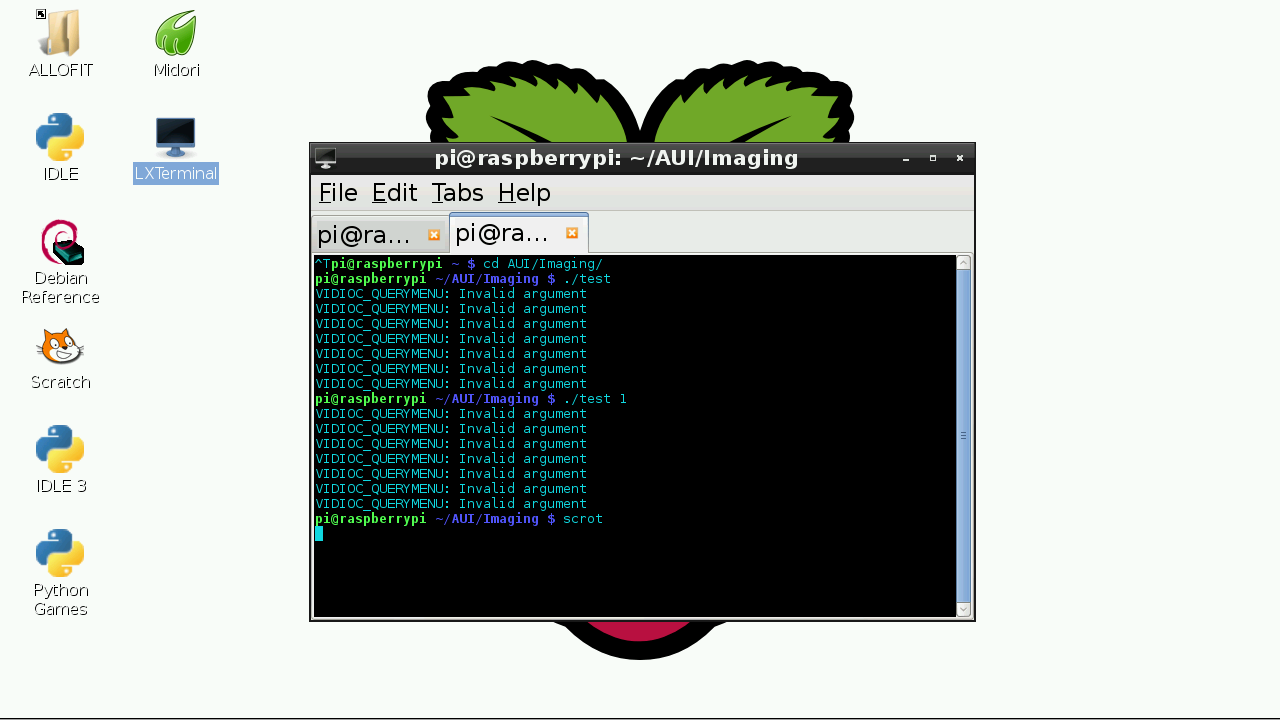 ALLOFIT
Midori
IDLE
LXTerminal
Debian
Reference
Scratch
IDLE 3
Python
Games
pi@raspberrypi: ~/AUI/Imaging
File Edit Tabs Help
pi@ra... pi@ra...
^Tpi@raspberrypi ~ $ cd AUI/Imaging/
pi@raspberrypi ~/AUI/Imaging $ ./test
VIDIOC_QUERYMENU: Invalid argument
VIDIOC_QUERYMENU: Invalid argument
VIDIOC_QUERYMENU: Invalid argument
VIDIOC_QUERYMENU: Invalid argument
VIDIOC_QUERYMENU: Invalid argument
VIDIOC_QUERYMENU: Invalid argument
VIDIOC_QUERYMENU: Invalid argument
pi@raspberrypi ~/AUI/Imaging $ ./test 1
VIDIOC_QUERYMENU: Invalid argument
VIDIOC_QUERYMENU: Invalid argument
VIDIOC_QUERYMENU: Invalid argument
VIDIOC_QUERYMENU: Invalid argument
VIDIOC_QUERYMENU: Invalid argument
VIDIOC_QUERYMENU: Invalid argument
VIDIOC_QUERYMENU: Invalid argument
pi@raspberrypi ~/AUI/Imaging $ scrot